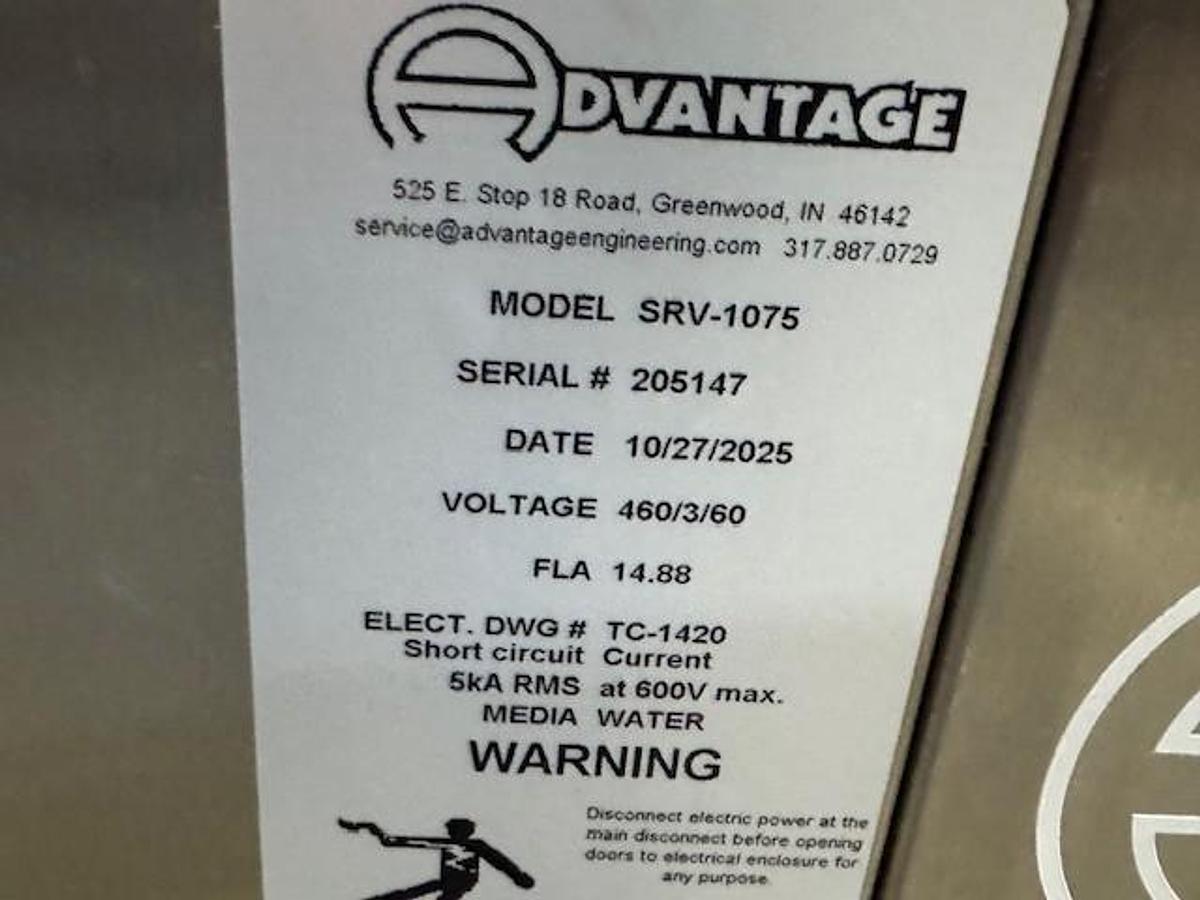 ADVANTAGE
525 E. Stop 18 Road, Greenwood, IN 46142
service@advantageengineering.com 317.887.0729
MODEL SRV-1075
SERIAL # 205147
DATE 10/27/2025
VOLTAGE 460/3/60
FLA 14.88
ELECT. DWG # TC-1420
Short circuit Current
5kA RMS at 600V max.
MEDIA WATER
WARNING
Disconnect electric power at the
main disconnect before opening
doors to electrical enclosure for
any purpose.